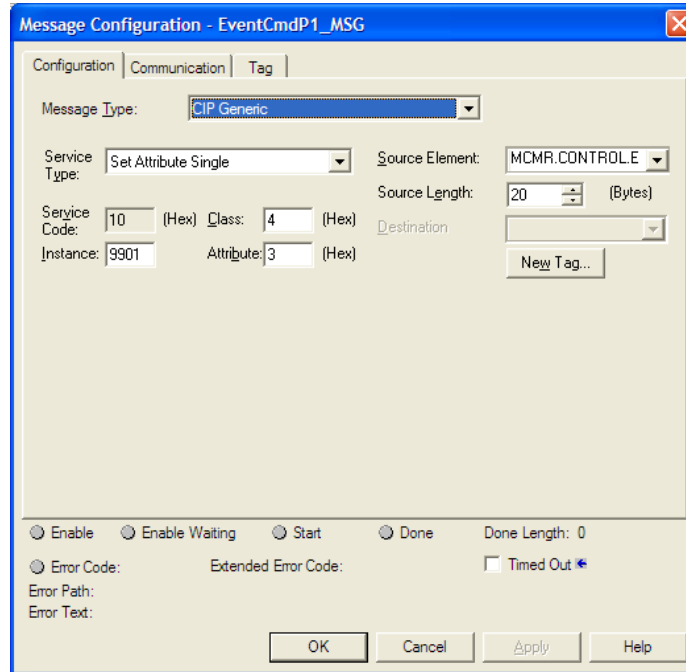 Message Configuration - EventCmdP1_MSG
Configuration Communication Tag
Message Type: CIP Generic
Service Type: Set Attribute Single
Source Element: MCMR.CONTROL.E
Source Length: 20 (Bytes)
Service Code: 10 (Hex) Class: 4 (Hex)
Destination
Instance: 9901 Attribute: 3 (Hex)
New Tag...
Enable Enable Waiting Start Done Done Length: 0
Error Code: Extended Error Code: Timed Out
Error Path:
Error Text:
OK Cancel Apply Help